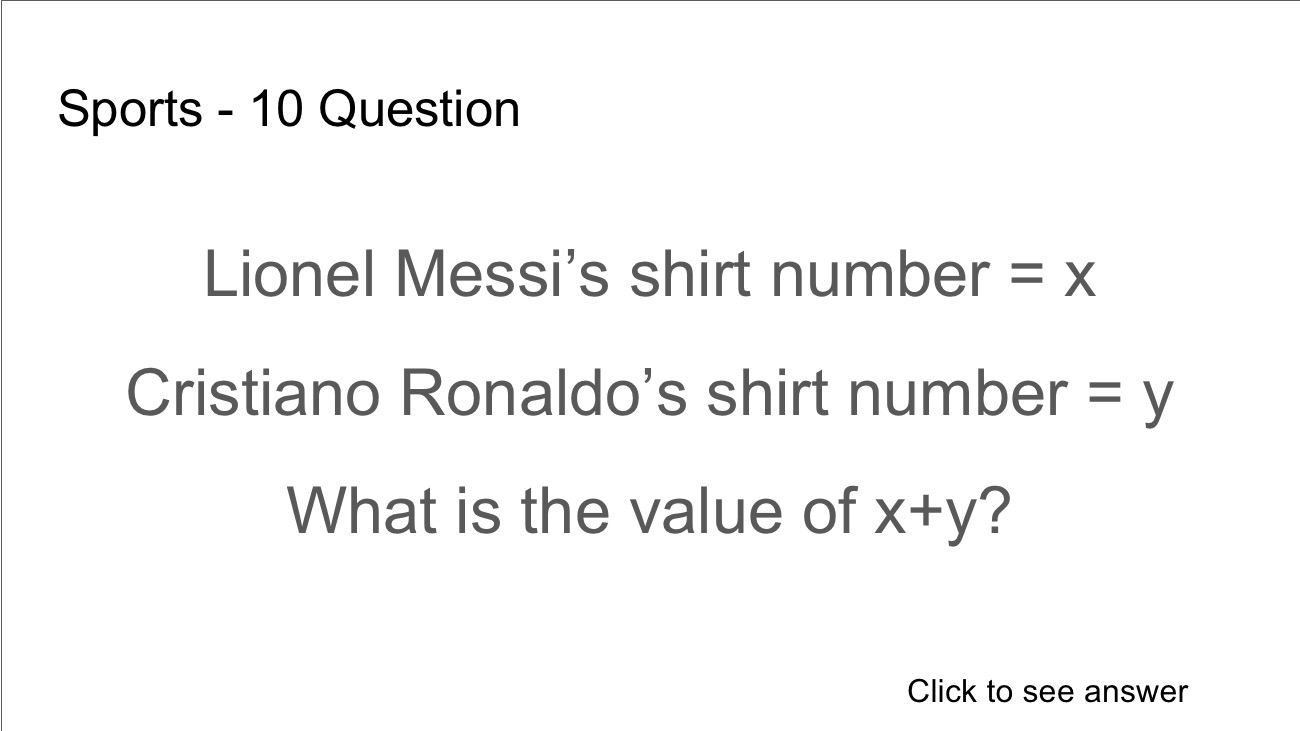 Sports - 10 Question
Lionel Messi’s shirt number = x
Cristiano Ronaldo’s shirt number = y
What is the value of x+y?
Click to see answer